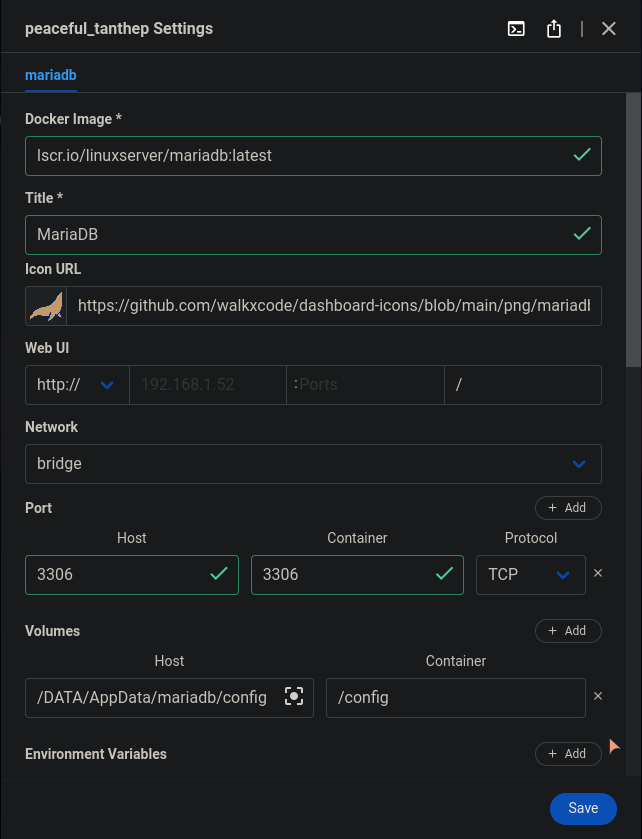 peaceful_tanthep Settings
mariadb
Docker Image *
lscr.io/linuxserver/mariadb:latest
Title *
MariaDB
Icon URL
https://github.com/walkxcode/dashboard-icons/blob/main/png/mariadb
Web UI
http:// 192.168.1.52 :Ports /
Network
bridge
Port + Add
Host Container Protocol
3306 3306 TCP
Volumes + Add
Host Container
/DATA/AppData/mariadb/config /config
Environment Variables + Add
Save